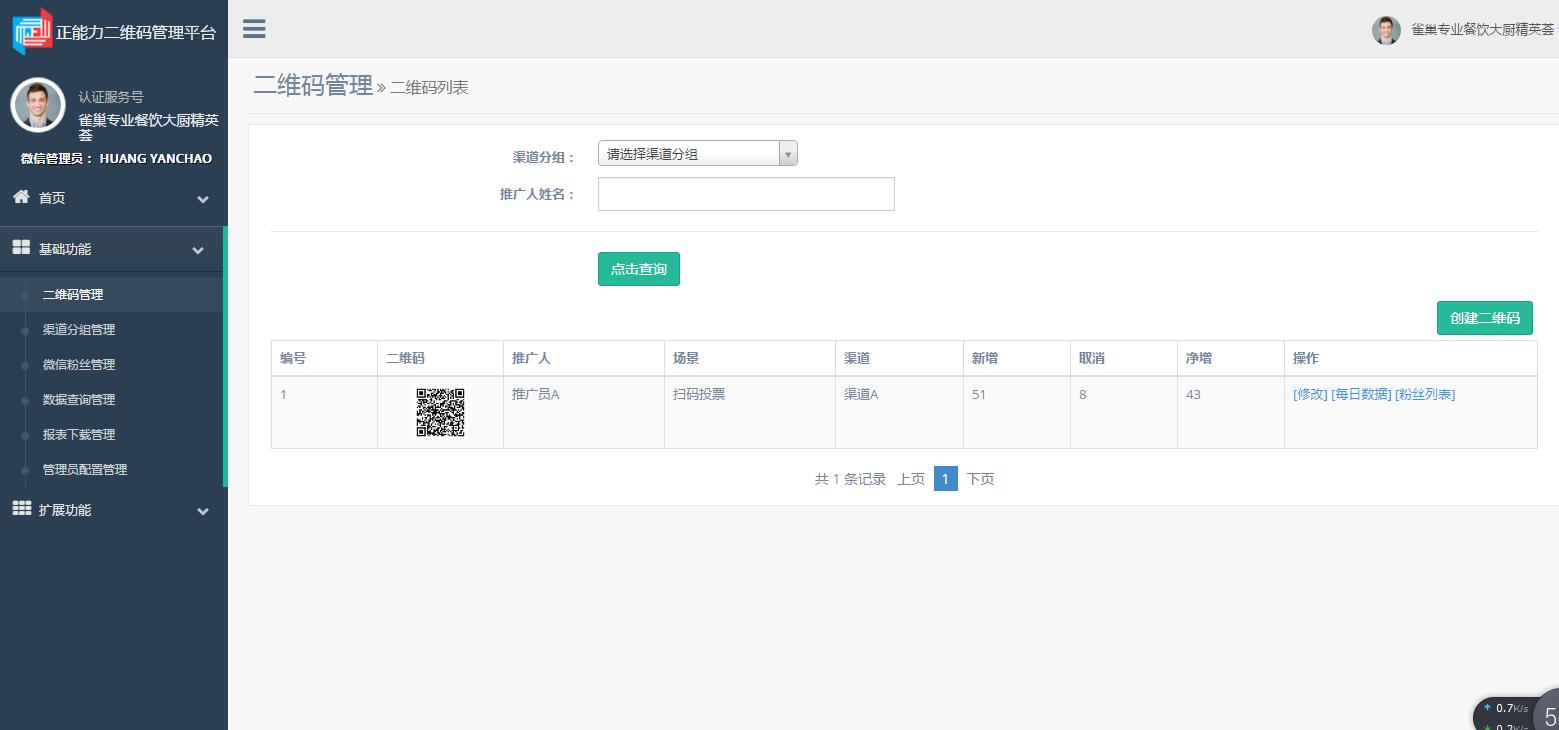 正能力二维码管理平台
雀巢专业餐饮大厨精英荟
认证服务号
雀巢专业餐饮大厨精英
荟
微信管理员： HUANG YANCHAO
首页
基础功能
二维码管理
渠道分组管理
微信粉丝管理
数据查询管理
报表下载管理
管理员配置管理
扩展功能
二维码管理 » 二维码列表
渠道分组： 请选择渠道分组
推广人姓名：
点击查询
创建二维码
编号 二维码 推广人 场景 渠道 新增 取消 净增 操作
1 推广员A 扫码投票 渠道A 51 8 43 [修改] [每日数据] [粉丝列表]
共 1 条记录 上页 1 下页
0.7K/s
5
0.2K/s